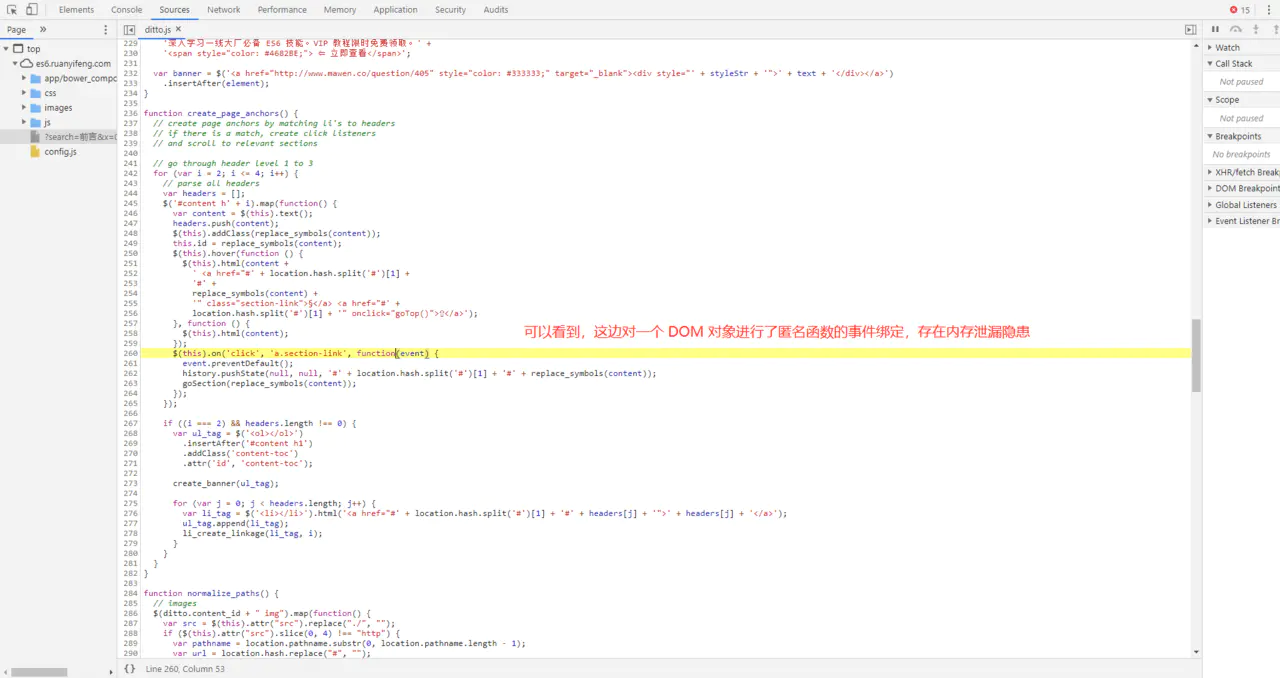 Elements Console Sources Network Performance Memory Application Security Audits 15
Page » ditto.js ×
top
es6.ruanyifeng.com
app/bower_compo
css
images
js
?search=前言&x=0
config.js
229 '深入学习一线大厂必备 ES6 技能。VIP 教程限时免费领取。' +
230 '<span style="color: #46828E;"> ⇐ 立即查看</span>';
231
232 var banner = $('<a href="http://www.mawen.co/question/405" style="color: #333333;" target="_blank"><div style="' + styleStr + '">' + text + '</div></a>')
233 .insertAfter(element);
234 }
235
236 function create_page_anchors() {
237 // create page anchors by matching li's to headers
238 // if there is a match, create click listeners
239 // and scroll to relevant sections
240
241 // go through header level 1 to 3
242 for (var i = 2; i <= 4; i++) {
243 // parse all headers
244 var headers = [];
245 $('#content h' + i).map(function() {
246 var content = $(this).text();
247 headers.push(content);
248 $(this).addClass(replace_symbols(content));
249 this.id = replace_symbols(content);
250 $(this).hover(function () {
251 $(this).html(content +
252 ' <a href="#' + location.hash.split('#')[1] +
253 '#' +
254 replace_symbols(content) +
255 '" class="section-link">§</a> <a href="#' +
256 location.hash.split('#')[1] + '" onclick="goTop()">⇧</a>');
257 }, function () {
258 $(this).html(content);
可以看到，这边对一个 DOM 对象进行了匿名函数的事件绑定，存在内存泄漏隐患
259 });
260 $(this).on('click', 'a.section-link', function(event) {
261 event.preventDefault();
262 history.pushState(null, null, '#' + location.hash.split('#')[1] + '#' + replace_symbols(content));
263 goSection(replace_symbols(content));
264 });
265 });
266
267 if ((i === 2) && headers.length !== 0) {
268 var ul_tag = $('<ol></ol>')
269 .insertAfter('#content h1')
270 .addClass('content-toc')
271 .attr('id', 'content-toc');
272
273 create_banner(ul_tag);
274
275 for (var j = 0; j < headers.length; j++) {
276 var li_tag = $('<li></li>').html('<a href="#' + location.hash.split('#')[1] + '#' + headers[j] + '">' + headers[j] + '</a>');
277 ul_tag.append(li_tag);
278 li_create_linkage(li_tag, i);
279 }
280 }
281 }
282 }
283
284 function normalize_paths() {
285 // images
286 $(ditto.content_id + " img").map(function() {
287 var src = $(this).attr("src").replace("./", "");
288 if ($(this).attr("src").slice(0, 4) !== "http") {
289 var pathname = location.pathname.substr(0, location.pathname.length - 1);
290 var url = location.hash.replace("#", "");
{} Line 260, Column 53
Watch
Call Stack
Not paused
Scope
Not paused
Breakpoints
No breakpoints
XHR/fetch Breakp
DOM Breakpoint
Global Listeners
Event Listener Br